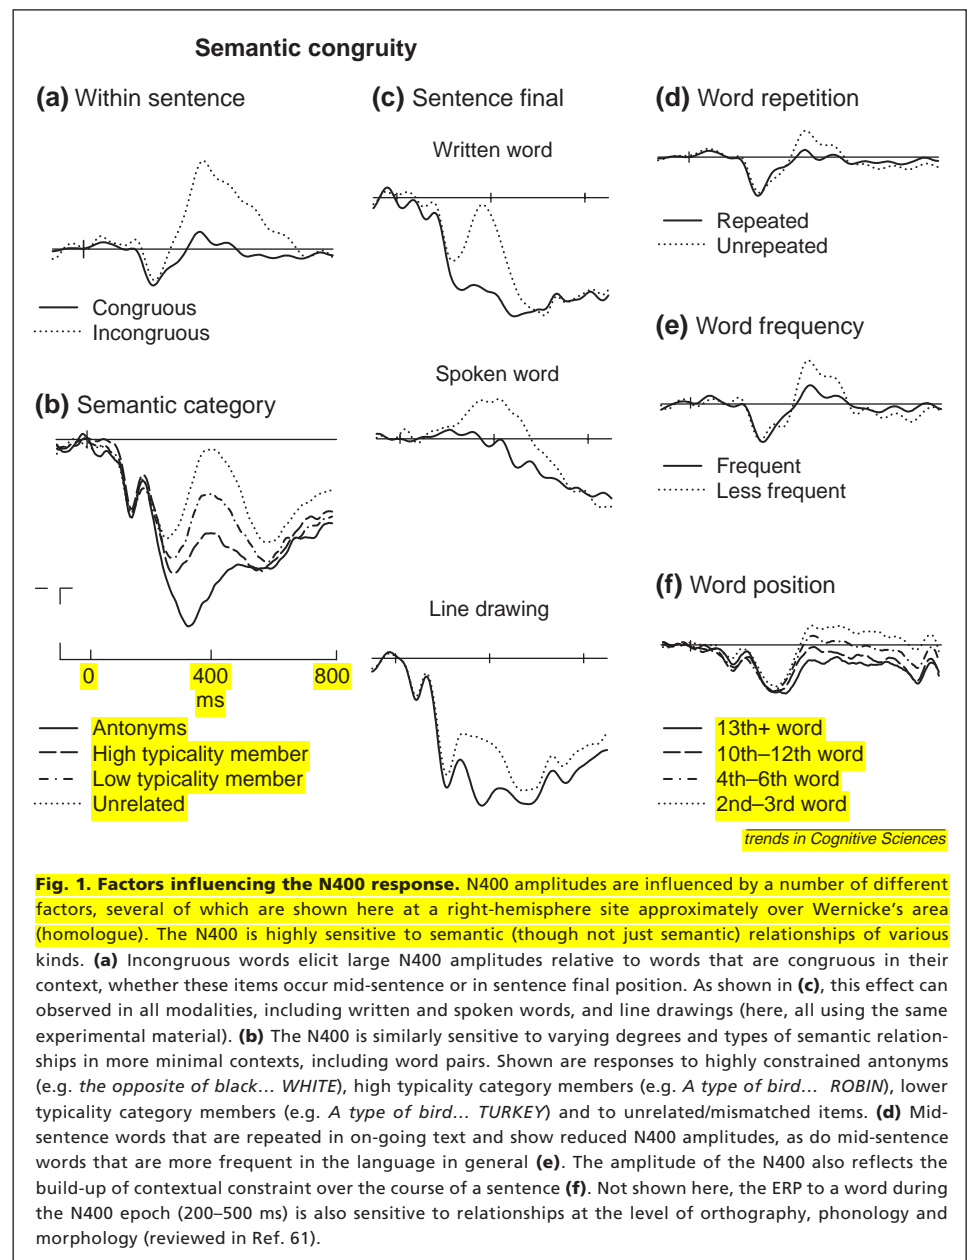 Semantic congruity
(a) Within sentence
Congruous
Incongruous
(b) Semantic category
0 400 800
ms
Antonyms
High typicality member
Low typicality member
Unrelated
(c) Sentence final
Written word
Spoken word
Line drawing
(d) Word repetition
Repeated
Unrepeated
(e) Word frequency
Frequent
Less frequent
(f) Word position
13th+ word
10th–12th word
4th–6th word
2nd–3rd word
trends in Cognitive Sciences
Fig. 1. Factors influencing the N400 response. N400 amplitudes are influenced by a number of different
factors, several of which are shown here at a right-hemisphere site approximately over Wernicke's area
(homologue). The N400 is highly sensitive to semantic (though not just semantic) relationships of various
kinds. (a) Incongruous words elicit large N400 amplitudes relative to words that are congruous in their
context, whether these items occur mid-sentence or in sentence final position. As shown in (c), this effect can
observed in all modalities, including written and spoken words, and line drawings (here, all using the same
experimental material). (b) The N400 is similarly sensitive to varying degrees and types of semantic relation-
ships in more minimal contexts, including word pairs. Shown are responses to highly constrained antonyms
(e.g. the opposite of black... WHITE), high typicality category members (e.g. A type of bird... ROBIN), lower
typicality category members (e.g. A type of bird... TURKEY) and to unrelated/mismatched items. (d) Mid-
sentence words that are repeated in on-going text and show reduced N400 amplitudes, as do mid-sentence
words that are more frequent in the language in general (e). The amplitude of the N400 also reflects the
build-up of contextual constraint over the course of a sentence (f). Not shown here, the ERP to a word during
the N400 epoch (200–500 ms) is also sensitive to relationships at the level of orthography, phonology and
morphology (reviewed in Ref. 61).